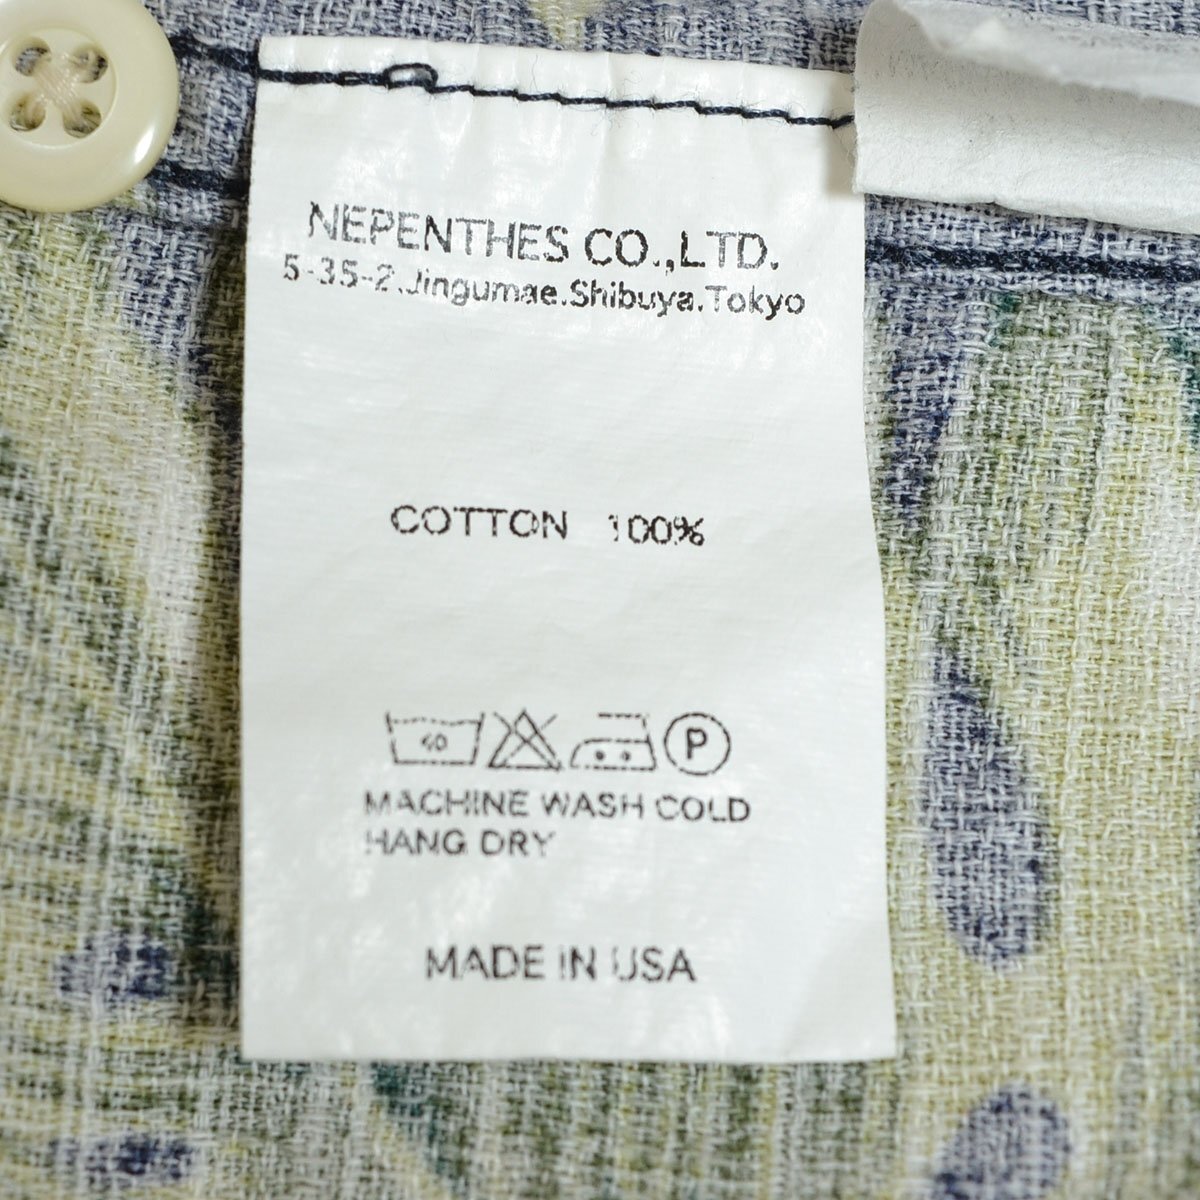 NEPENTHES CO.,LTD.
5-35-2.Jingumae.Shibuya.Tokyo
COTTON 100%
40 P
MACHINE WASH COLD
HANG DRY
MADE IN USA